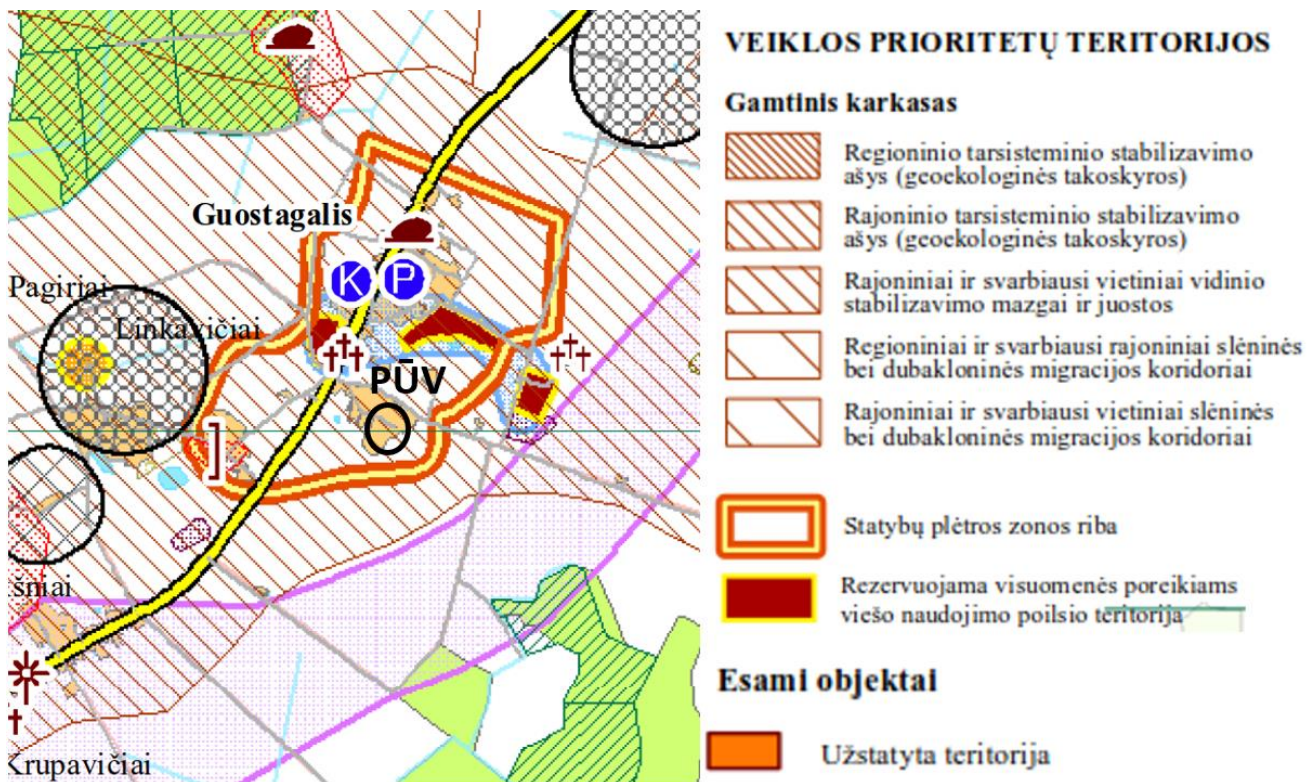 Guostagalis
K P
Pagiriai
Linkavičiai
PŪV
šniai
Krupavičiai
VEIKLOS PRIORITETŲ TERITORIJOS
Gamtinis karkasas
Regioninio tarsisteminio stabilizavimo
ašys (geoekologinės takoskyros)
Rajoninio tarsisteminio stabilizavimo
ašys (geoekologinės takoskyros)
Rajoniniai ir svarbiausi vietiniai vidinio
stabilizavimo mazgai ir juostos
Regioniniai ir svarbiausi rajoniniai slėninės
bei dubakloninės migracijos koridoriai
Rajoniniai ir svarbiausi vietiniai slėninės
bei dubakloninės migracijos koridoriai
Statybų plėtros zonos riba
Rezervuojama visuomenės poreikiams
viešo naudojimo poilsio teritorija
Esami objektai
Užstatyta teritorija